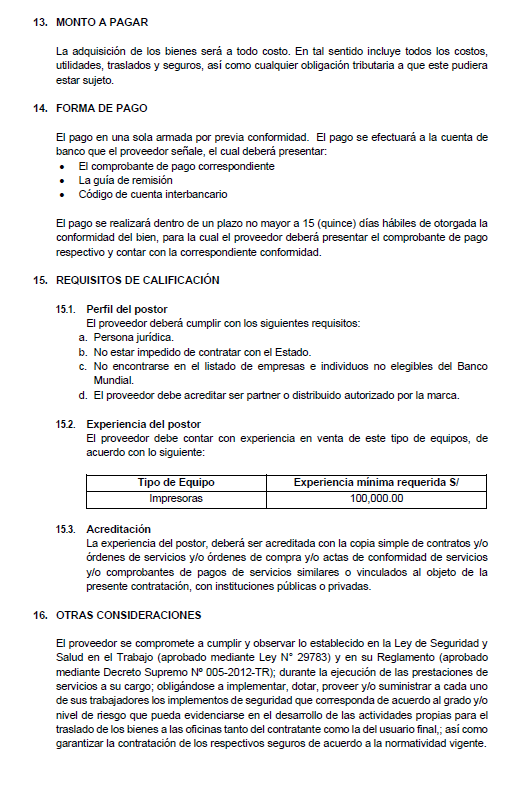 13. MONTO A PAGAR
La adquisición de los bienes será a todo costo. En tal sentido incluye todos los costos,
utilidades, traslados y seguros, así como cualquier obligación tributaria a que este pudiera
estar sujeto.
14. FORMA DE PAGO
El pago en una sola armada por previa conformidad. El pago se efectuará a la cuenta de
banco que el proveedor señale, el cual deberá presentar:
• El comprobante de pago correspondiente
• La guía de remisión
• Código de cuenta interbancario
El pago se realizará dentro de un plazo no mayor a 15 (quince) días hábiles de otorgada la
conformidad del bien, para la cual el proveedor deberá presentar el comprobante de pago
respectivo y contar con la correspondiente conformidad.
15. REQUISITOS DE CALIFICACIÓN
15.1. Perfil del postor
El proveedor deberá cumplir con los siguientes requisitos:
a. Persona jurídica.
b. No estar impedido de contratar con el Estado.
c. No encontrarse en el listado de empresas e individuos no elegibles del Banco
Mundial.
d. El proveedor debe acreditar ser partner o distribuido autorizado por la marca.
15.2. Experiencia del postor
El proveedor debe contar con experiencia en venta de este tipo de equipos, de
acuerdo con lo siguiente:
Tipo de Equipo Experiencia mínima requerida S/
Impresoras 100,000.00
15.3. Acreditación
La experiencia del postor, deberá ser acreditada con la copia simple de contratos y/o
órdenes de servicios y/o órdenes de compra y/o actas de conformidad de servicios
y/o comprobantes de pagos de servicios similares o vinculados al objeto de la
presente contratación, con instituciones públicas o privadas.
16. OTRAS CONSIDERACIONES
El proveedor se compromete a cumplir y observar lo establecido en la Ley de Seguridad y
Salud en el Trabajo (aprobado mediante Ley N° 29783) y en su Reglamento (aprobado
mediante Decreto Supremo Nº 005-2012-TR); durante la ejecución de las prestaciones de
servicios a su cargo; obligándose a implementar, dotar, proveer y/o suministrar a cada uno
de sus trabajadores los implementos de seguridad que corresponda de acuerdo al grado y/o
nivel de riesgo que pueda evidenciarse en el desarrollo de las actividades propias para el
traslado de los bienes a las oficinas tanto del contratante como la del usuario final,; así como
garantizar la contratación de los respectivos seguros de acuerdo a la normatividad vigente.